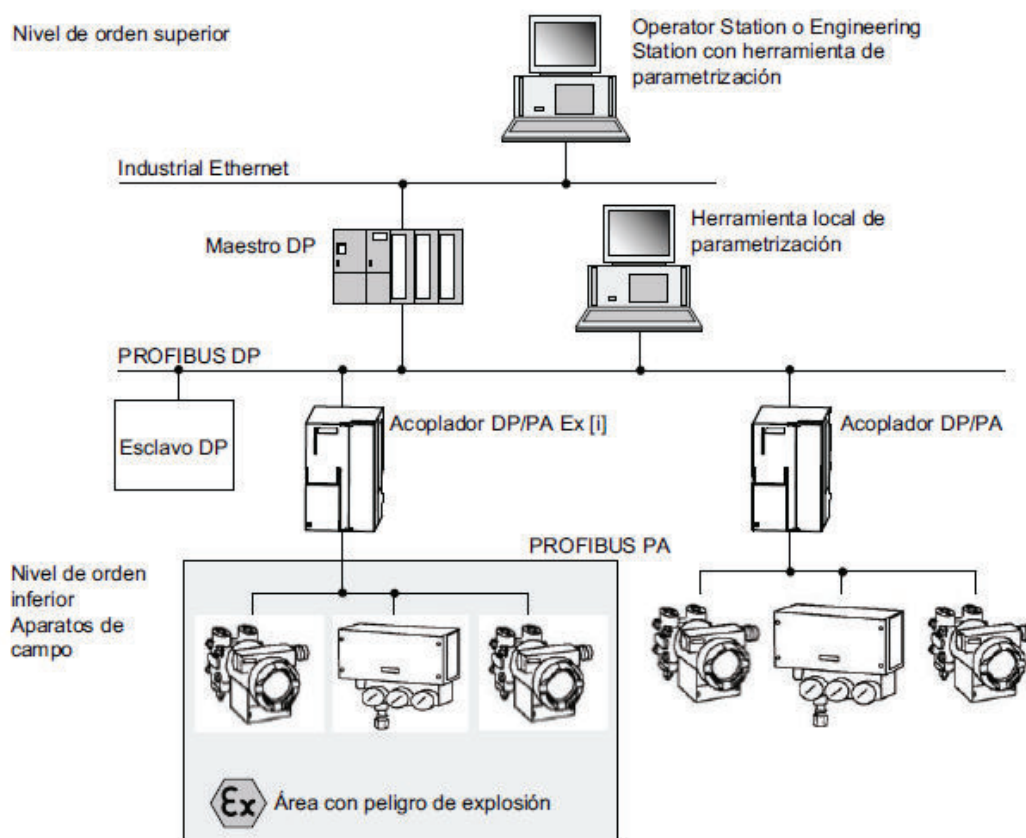 Nivel de orden superior
Operator Station o Engineering
Station con herramienta de
parametrización
Industrial Ethernet
Maestro DP
Herramienta local de
parametrización
PROFIBUS DP
Esclavo DP
Acoplador DP/PA Ex [i]
Acoplador DP/PA
PROFIBUS PA
Nivel de orden
inferior
Aparatos de
campo
Ex
Área con peligro de explosión